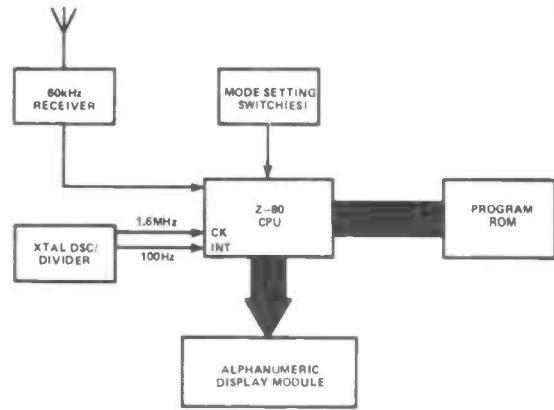 60kHz
RECEIVER
MODE SETTING
SWITCH(ES)
Z-80
CPU
PROGRAM
ROM
1.6MHz
CK
INT
100Hz
XTAL OSC/
DIVIDER
ALPHANUMERIC
DISPLAY MODULE